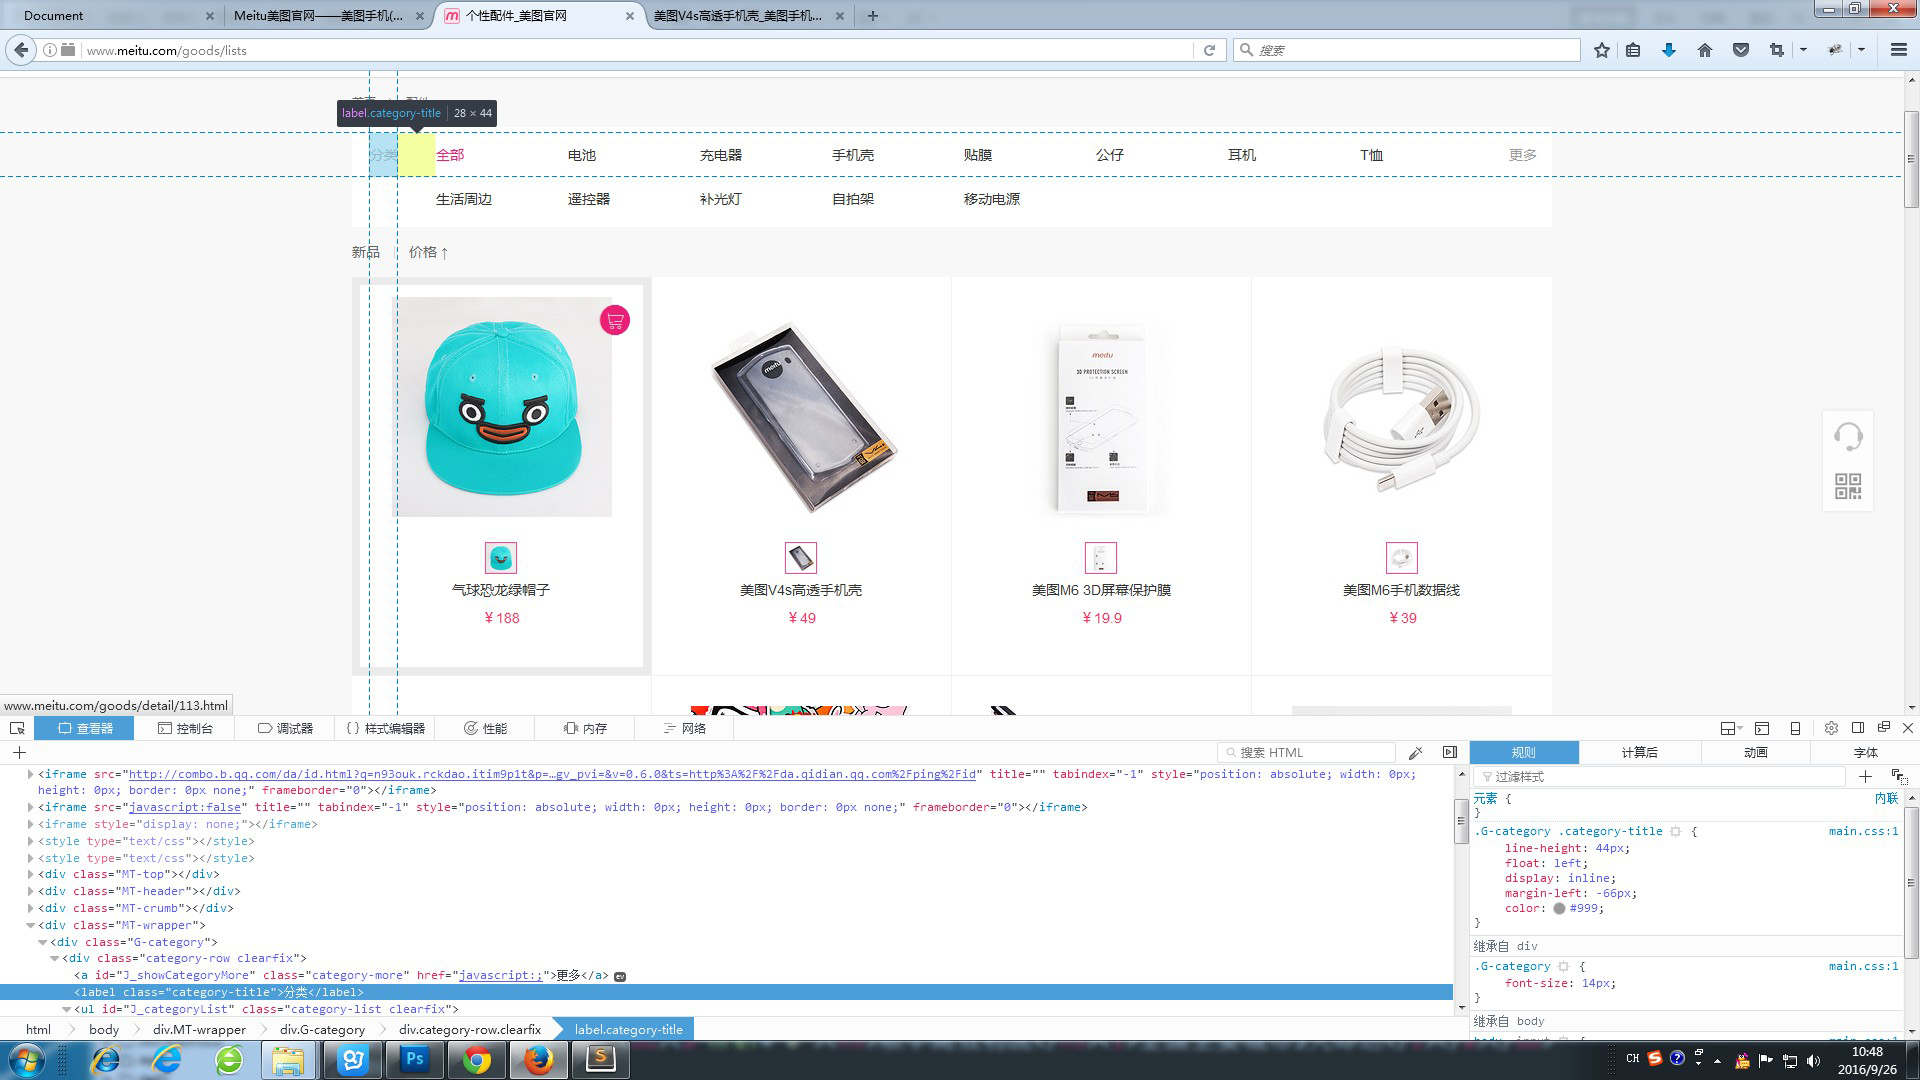 Document
Meitu美图官网——美图手机(...
个性配件_美图官网
美图V4s高透手机壳_美图手机...
www.meitu.com/goods/lists
搜索
label.category-title 28 × 44
分类
全部
电池
充电器
手机壳
贴膜
公仔
耳机
T恤
更多
生活周边
遥控器
补光灯
自拍架
移动电源
新品
价格 ↑
meitu
meitu
3D PROTECTION SCREEN
气球恐龙绿帽子
美图V4s高透手机壳
美图M6 3D屏幕保护膜
美图M6手机数据线
¥ 188
¥ 49
¥ 19.9
¥ 39
www.meitu.com/goods/detail/113.html
查看器
控制台
调试器
{ } 样式编辑器
性能
内存
网络
搜索 HTML
规则
计算后
动画
字体
过滤样式
<iframe src="http://combo.b.qq.com/da/id.html?q=n93ouk.rckdao.itim9p1t&p=…gv_pvi=&v=0.6.0&ts=http%3A%2F%2Fda.qidian.qq.com%2Fping%2Fid" title="" tabindex="-1" style="position: absolute; width: 0px;
height: 0px; border: 0px none;" frameborder="0"></iframe>
<iframe src="javascript:false" title="" tabindex="-1" style="position: absolute; width: 0px; height: 0px; border: 0px none;" frameborder="0"></iframe>
<iframe style="display: none;"></iframe>
<style type="text/css"></style>
<style type="text/css"></style>
<div class="MT-top"></div>
<div class="MT-header"></div>
<div class="MT-crumb"></div>
<div class="MT-wrapper">
<div class="G-category">
<div class="category-row clearfix">
<a id="J_showCategoryMore" class="category-more" href="javascript:;">更多</a> ev
<label class="category-title">分类</label>
<ul id="J_categoryList" class="category-list clearfix">
元素 {
内联
}
.G-category .category-title {
main.css:1
line-height: 44px;
float: left;
display: inline;
margin-left: -66px;
color: #999;
}
继承自 div
.G-category {
main.css:1
font-size: 14px;
}
继承自 body
html
body
div.MT-wrapper
div.G-category
div.category-row.clearfix
label.category-title
Ps
CH
10:48
2016/9/26